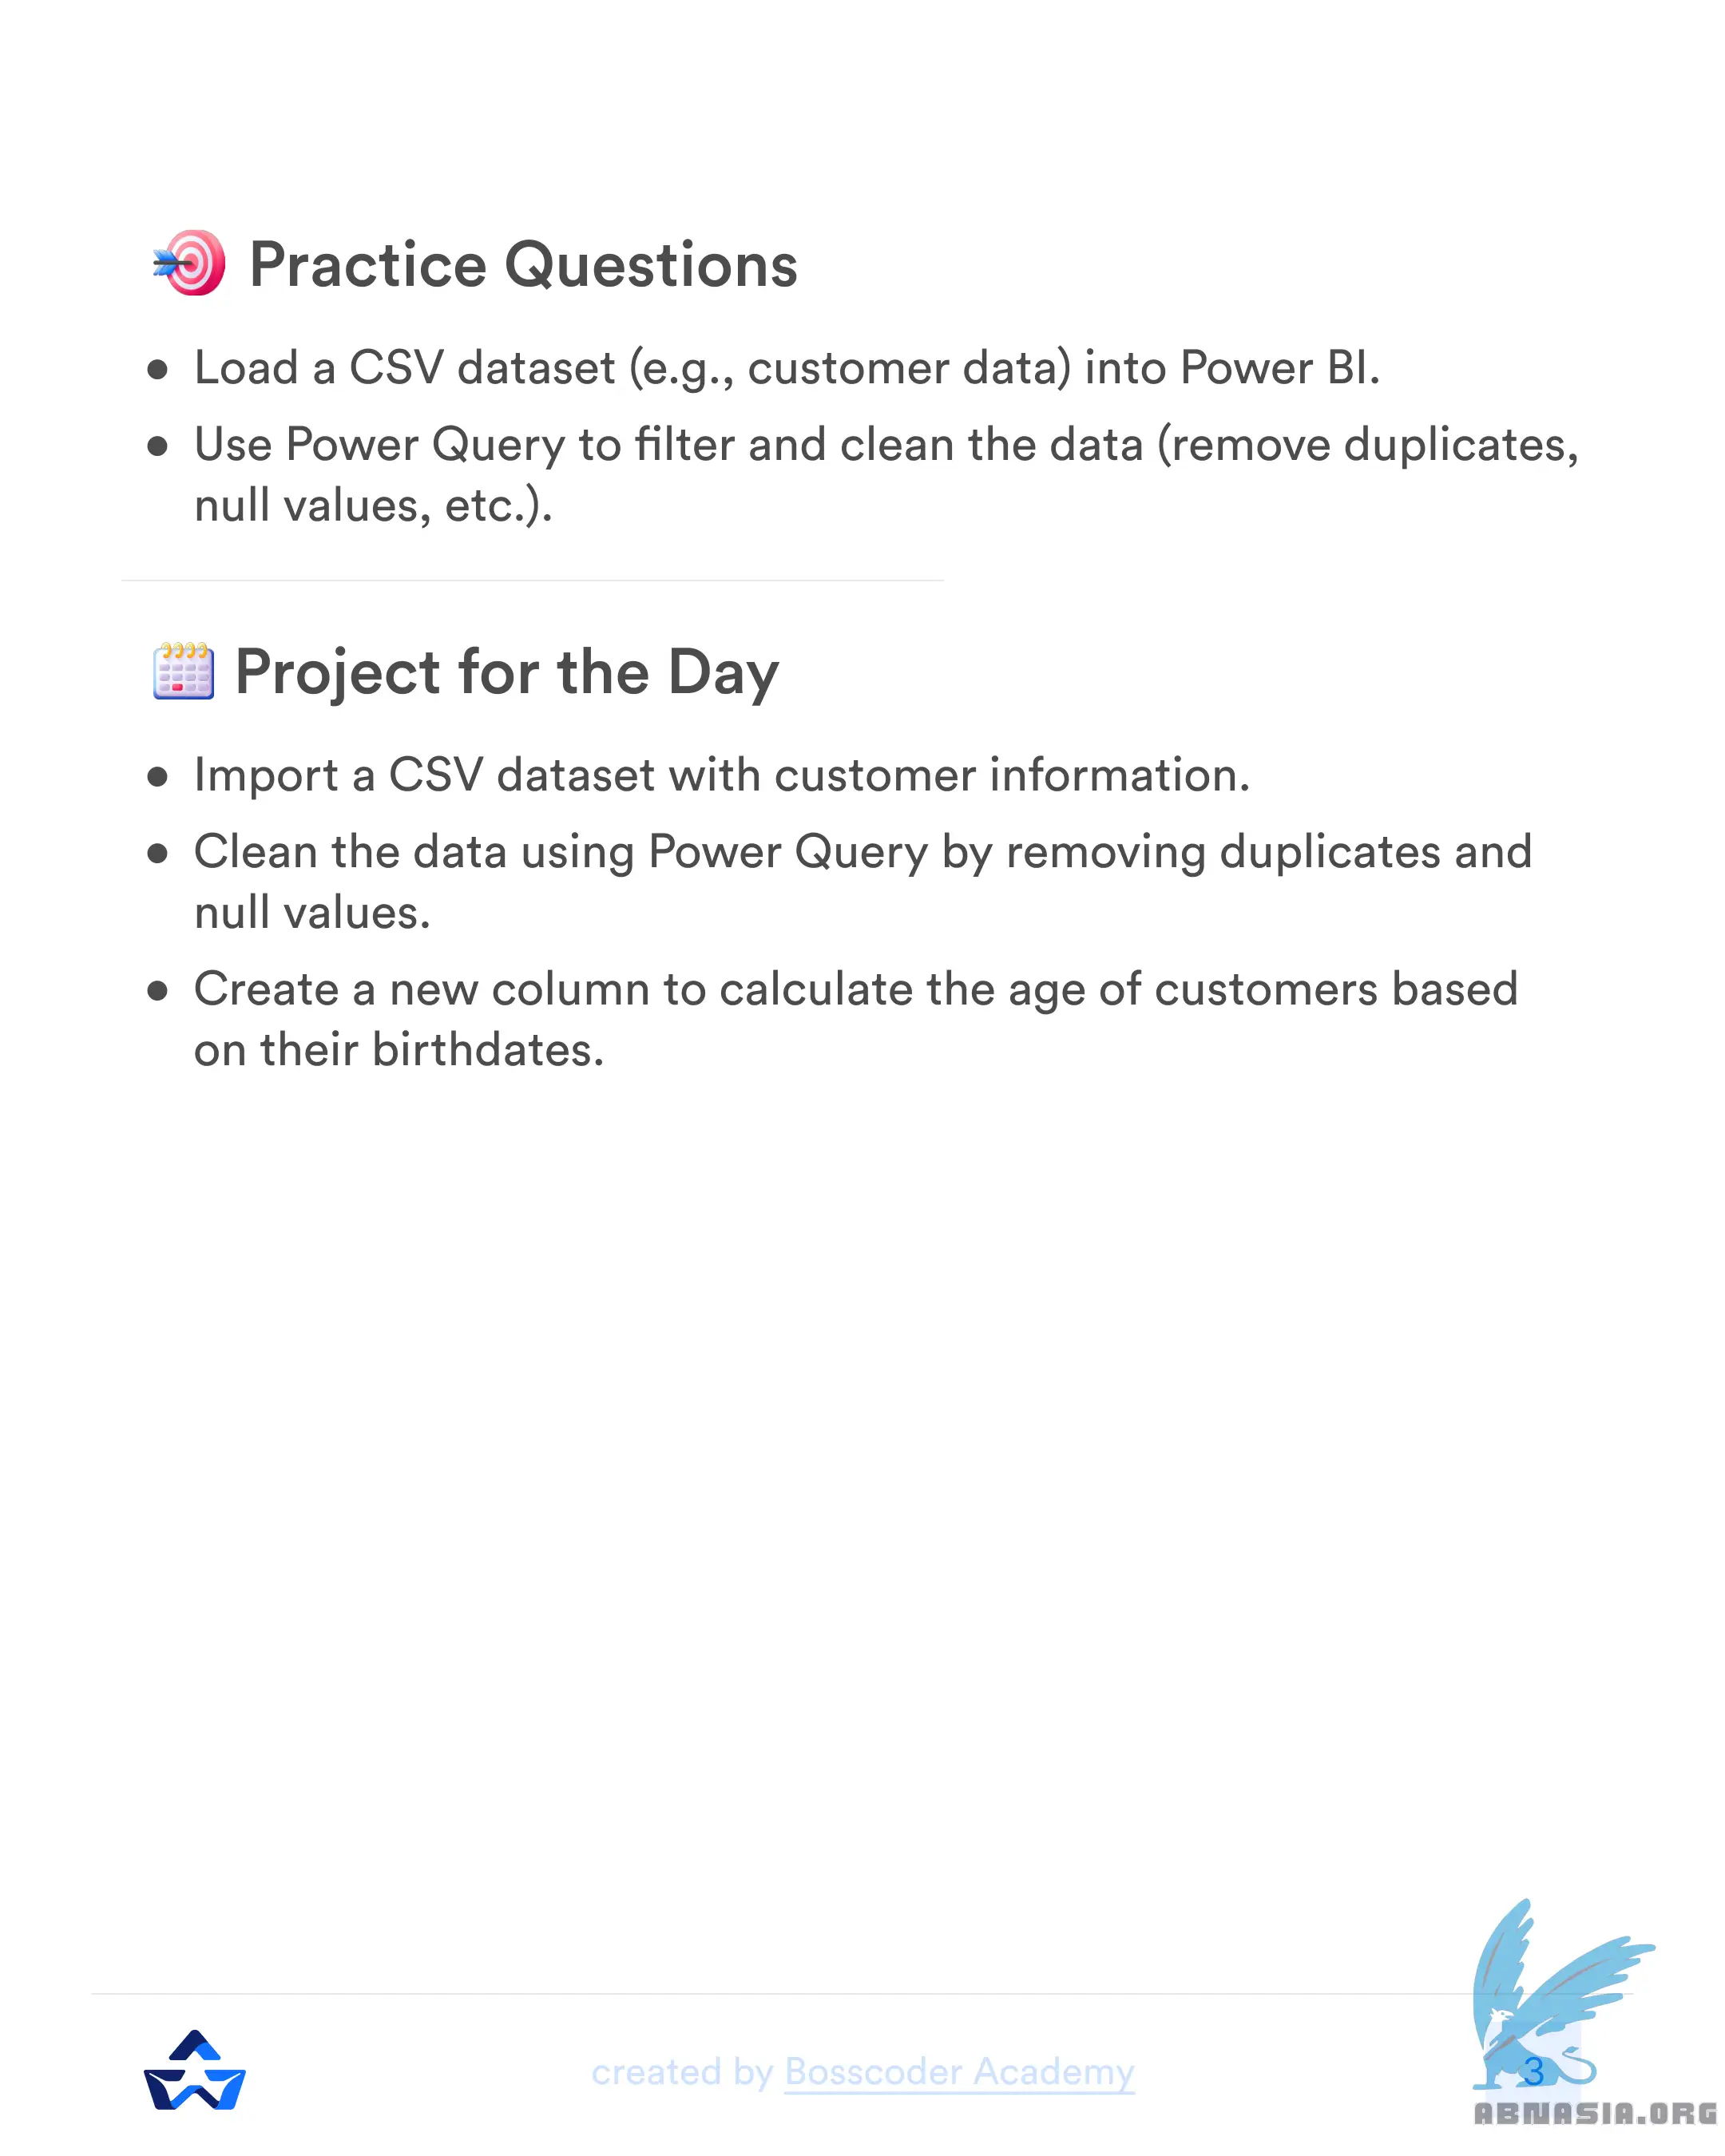 Practice Questions
● Load a CSV dataset (e.g., customer data) into Power BI.
● Use Power Query to filter and clean the data (remove duplicates,
null values, etc.).
Project for the Day
● Import a CSV dataset with customer information.
● Clean the data using Power Query by removing duplicates and
null values.
● Create a new column to calculate the age of customers based
on their birthdates.
created by Bosscoder Academy
3
ABNASIA.ORG